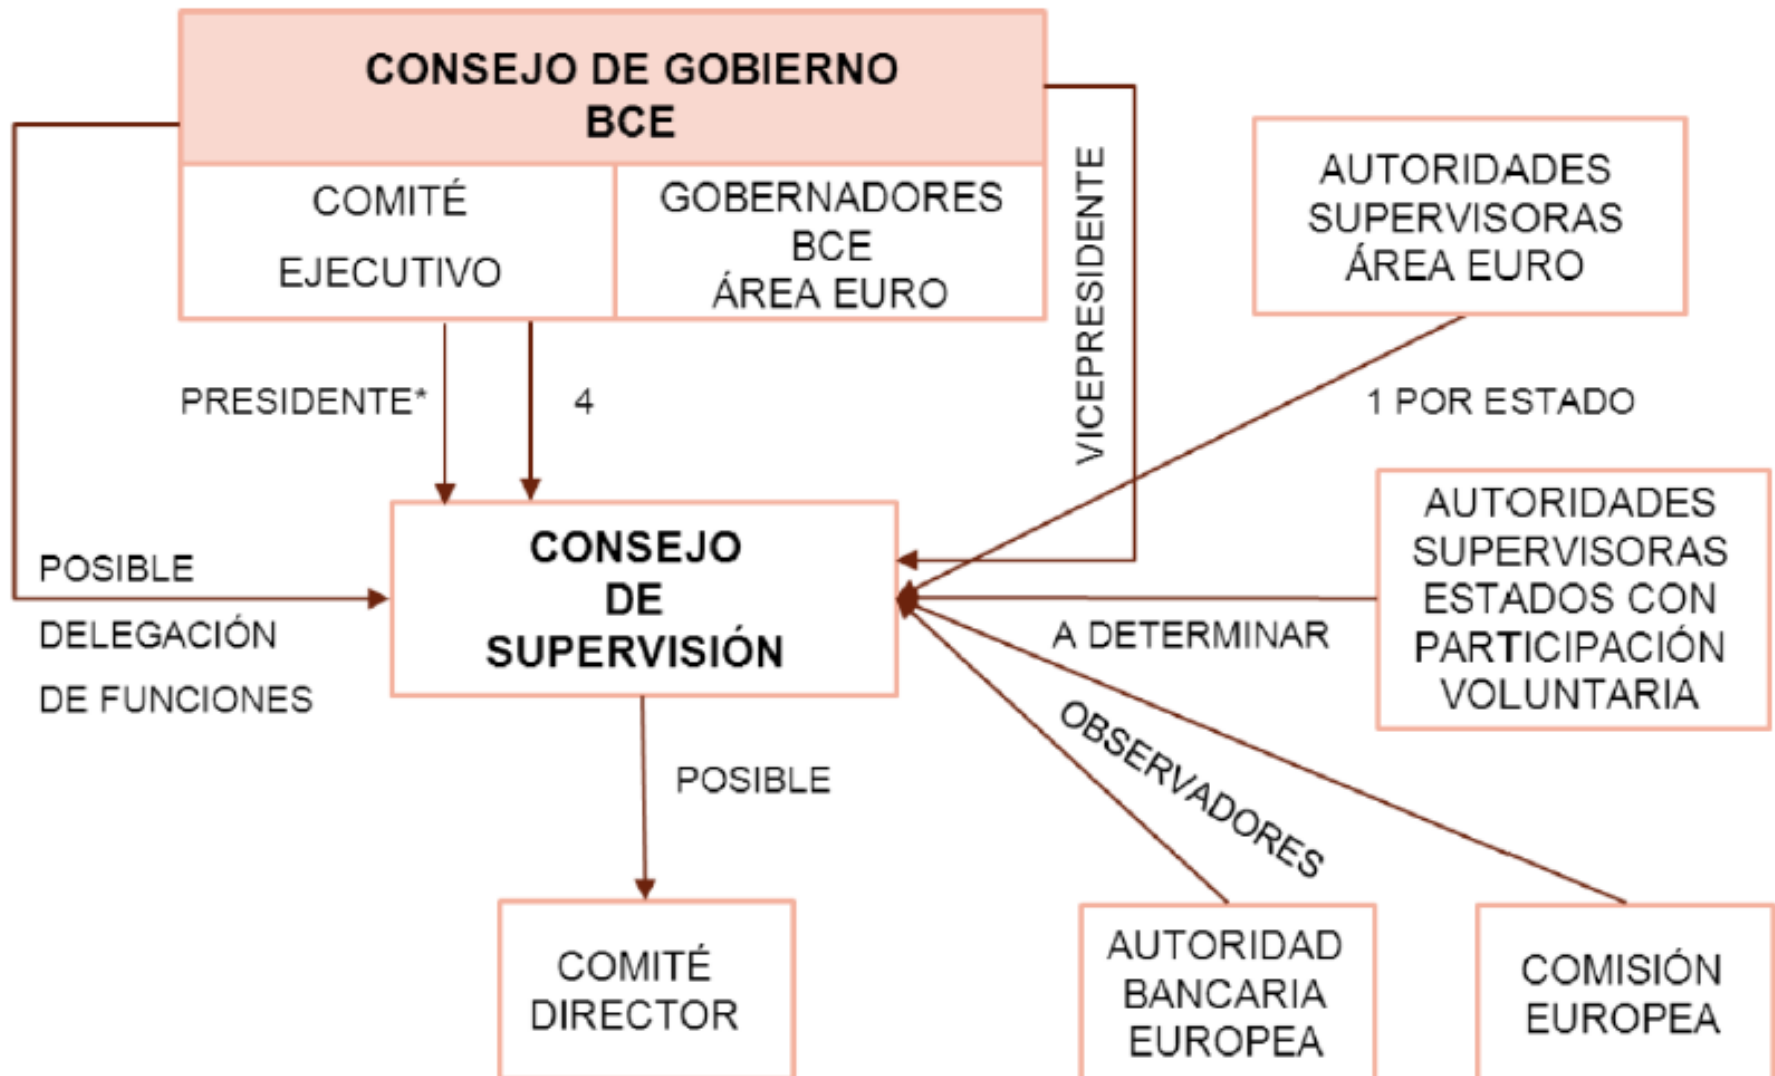 CONSEJO DE GOBIERNO
BCE
COMITÉ
EJECUTIVO
GOBERNADORES
BCE
ÁREA EURO
VICEPRESIDENTE
AUTORIDADES
SUPERVISORAS
ÁREA EURO
PRESIDENTE*
4
1 POR ESTADO
CONSEJO
DE
SUPERVISIÓN
POSIBLE
DELEGACIÓN
DE FUNCIONES
A DETERMINAR
AUTORIDADES
SUPERVISORAS
ESTADOS CON
PARTICIPACIÓN
VOLUNTARIA
OBSERVADORES
POSIBLE
COMITÉ
DIRECTOR
AUTORIDAD
BANCARIA
EUROPEA
COMISIÓN
EUROPEA